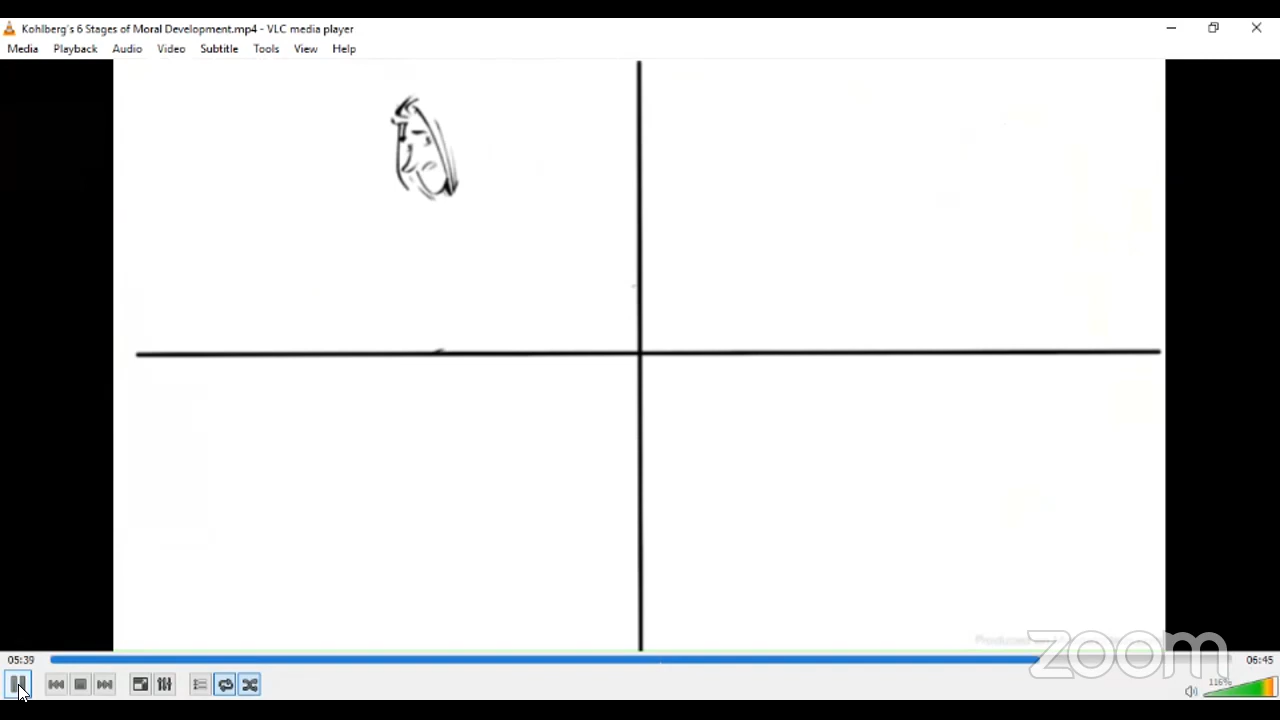 Kohlberg's 6 Stages of Moral Development.mp4 - VLC media player
Media Playback Audio Video Subtitle Tools View Help
zoom
05:39
06:45
116%